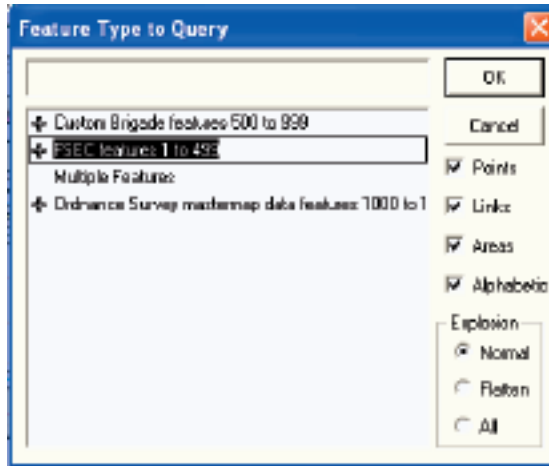 Feature Type to Query
OK
Cancel
Custom Brigade features 500 to 999
FSEC features 1 to 499
Multiple Features
Ordnance Survey mastermap data features 1000 to 1
Points
Links
Areas
Alphabetic
Explosion
Normal
Flatten
All